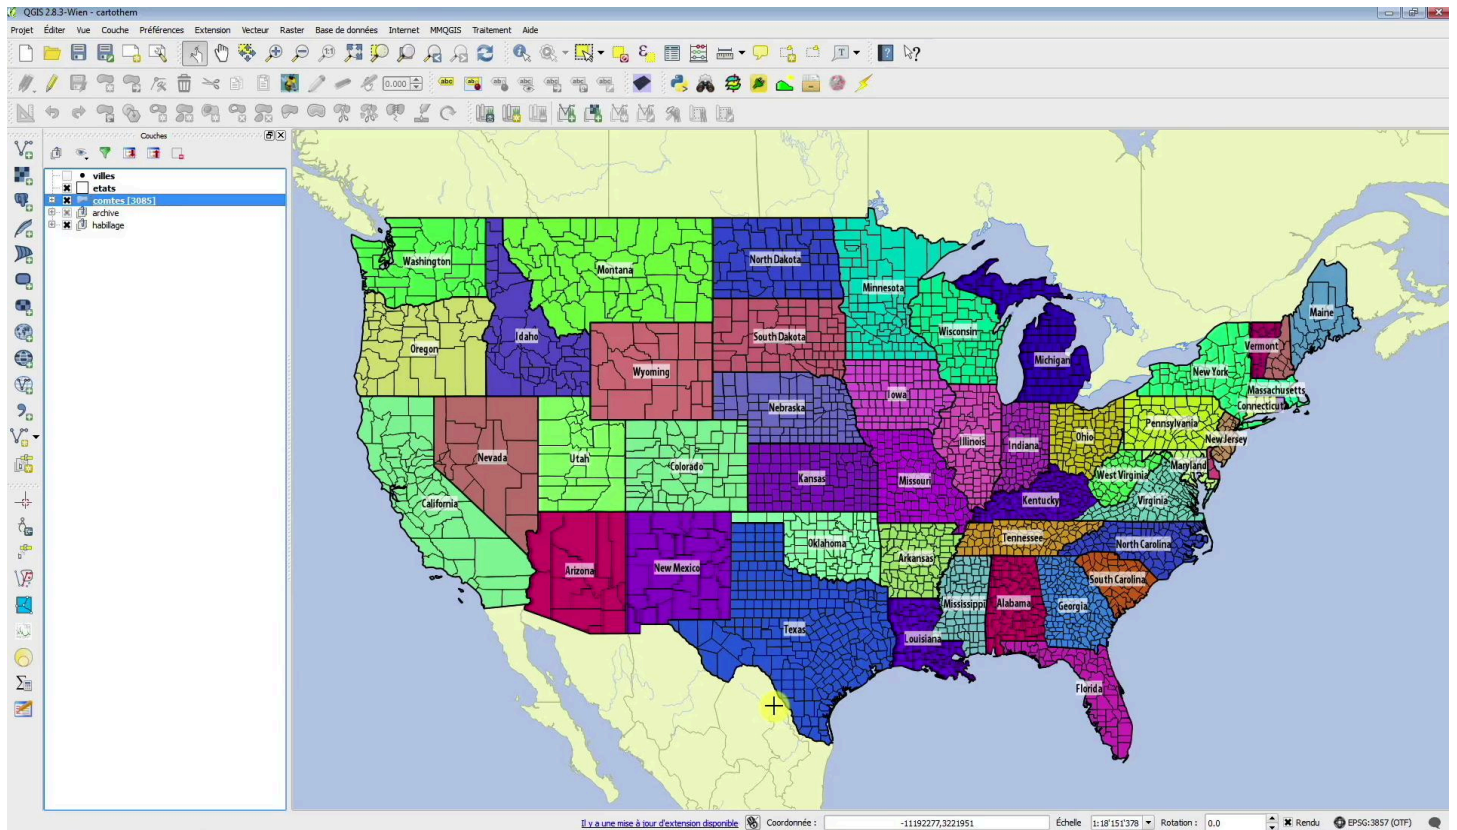 QGIS 2.8.3-Wien - cartothem
Projet Éditer Vue Couche Préférences Extension Vecteur Raster Base de données Internet MMQGIS Traitement Aide
0.000
Couches
villes
etats
comtes [3085]
archive
habillage
Washington
Montana
North Dakota
Minnesota
Maine
Oregon
Idaho
South Dakota
Wisconsin
Vermont
Michigan
Wyoming
New York
Massachusetts
Iowa
Nebraska
Connecticut
Pennsylvania
Ohio
New Jersey
Illinois
Indiana
Nevada
Utah
Colorado
Maryland
West Virginia
Kansas
Missouri
California
Kentucky
Virginia
Oklahoma
Tennessee
North Carolina
Arkansas
Arizona
New Mexico
South Carolina
Mississippi
Alabama
Georgia
Texas
Louisiana
Florida
Il y a une mise à jour d'extension disponible Coordonnée : -11192277,3221951 Échelle 1:18'151'378 Rotation : 0.0 Rendu EPSG:3857 (OTF)